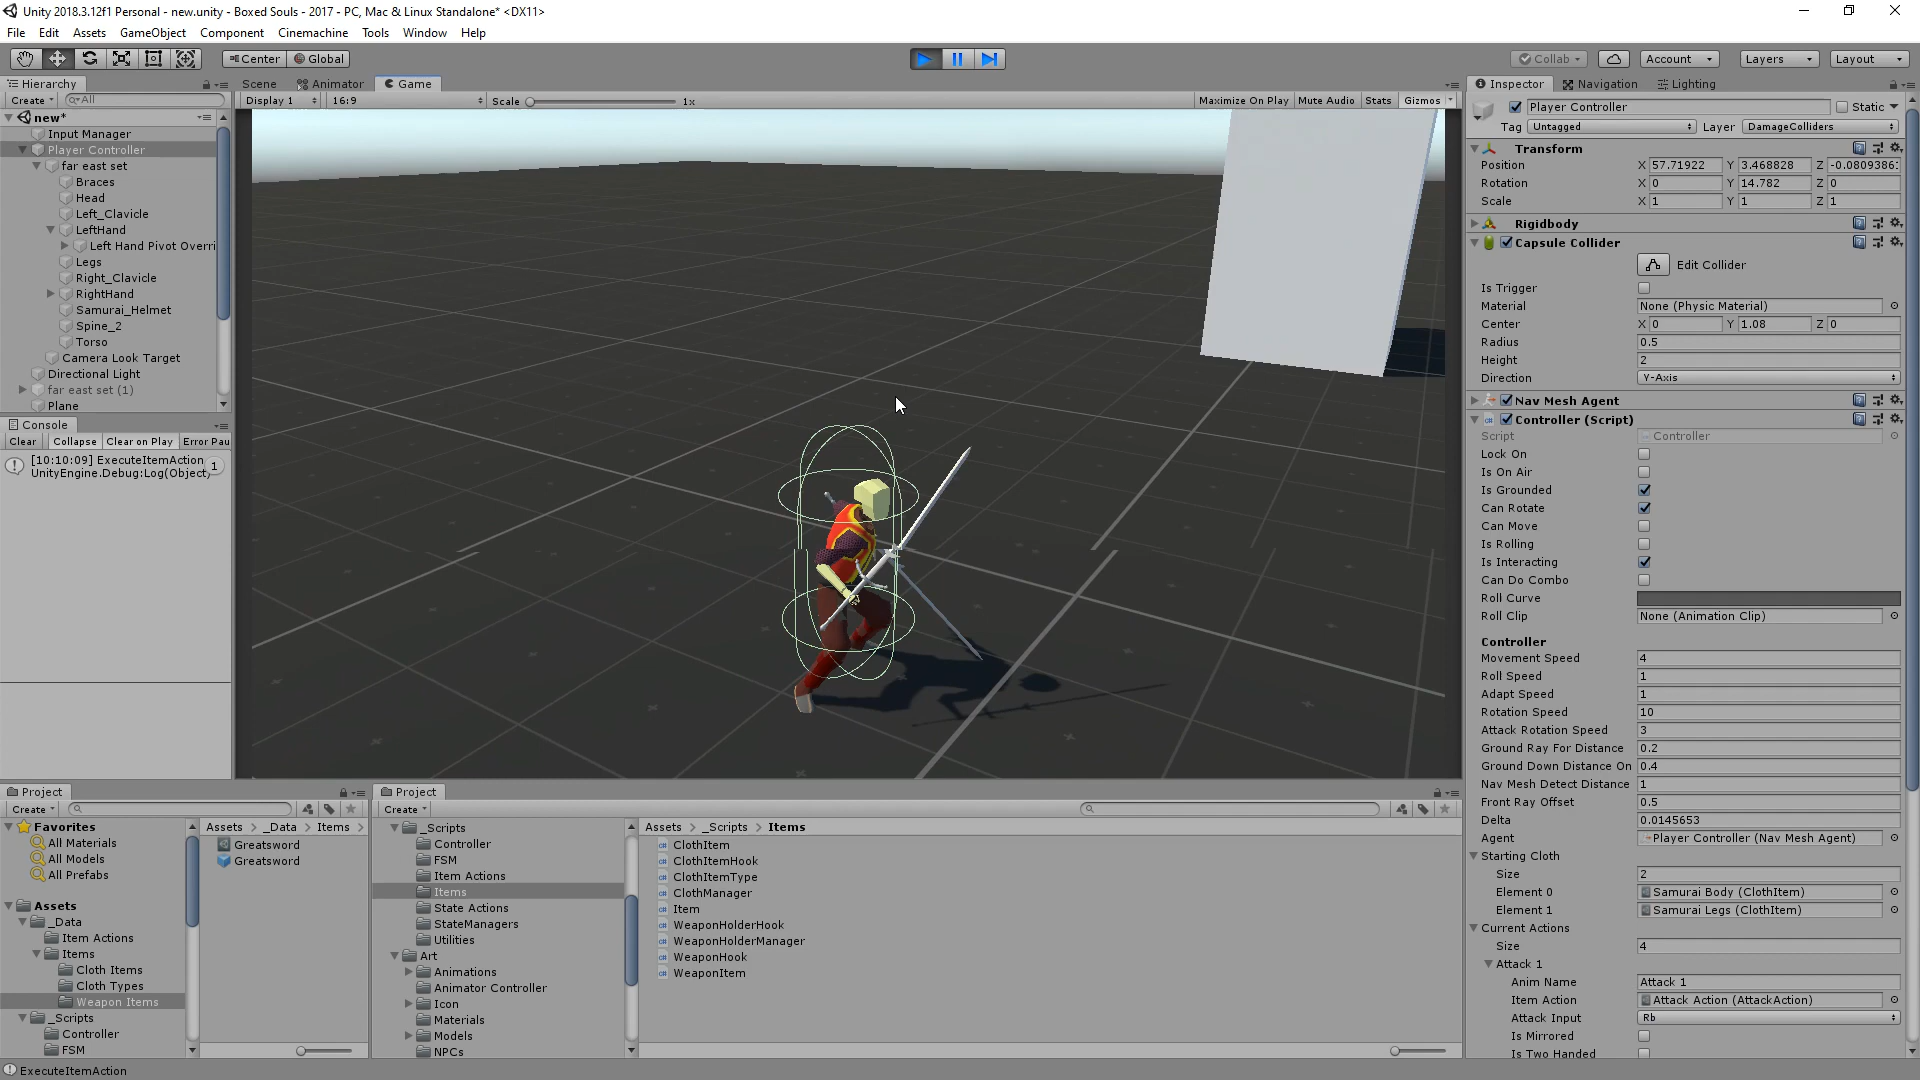 Unity 2018.3.12f1 Personal - new.unity - Boxed Souls - 2017 - PC, Mac & Linux Standalone* <DX11>
File Edit Assets GameObject Component Cinemachine Tools Window Help
Center Global
Collab Account Layers Layout
Hierarchy
Create All
new*
Input Manager
Player Controller
far east set
Braces
Head
Left_Clavicle
LeftHand
Left Hand Pivot Overri
Legs
Right_Clavicle
RightHand
Samurai_Helmet
Spine_2
Torso
Camera Look Target
Directional Light
far east set (1)
Plane
Console
Clear Collapse Clear on Play Error Pau
[10:10:09] ExecuteItemAction
UnityEngine.Debug:Log(Object)
1
Scene Animator Game
Display 1 16:9 Scale 1x Maximize On Play Mute Audio Stats Gizmos
Inspector Navigation Lighting
Player Controller Static
Tag Untagged Layer DamageColliders
Transform
Position X 57.71922 Y 3.468828 Z -0.0809386
Rotation X 0 Y 14.782 Z 0
Scale X 1 Y 1 Z 1
Rigidbody
Capsule Collider
Edit Collider
Is Trigger
Material None (Physic Material)
Center X 0 Y 1.08 Z 0
Radius 0.5
Height 2
Direction Y-Axis
Nav Mesh Agent
Controller (Script)
Script Controller
Lock On
Is On Air
Is Grounded
Can Rotate
Can Move
Is Rolling
Is Interacting
Can Do Combo
Roll Curve
Roll Clip None (Animation Clip)
Controller
Movement Speed 4
Roll Speed 1
Adapt Speed 1
Rotation Speed 10
Attack Rotation Speed 3
Ground Ray For Distance 0.2
Ground Down Distance On 0.4
Nav Mesh Detect Distance 1
Front Ray Offset 0.5
Delta 0.0145653
Agent Player Controller (Nav Mesh Agent)
Starting Cloth
Size 2
Element 0 Samurai Body (ClothItem)
Element 1 Samurai Legs (ClothItem)
Current Actions
Size 4
Attack 1
Anim Name Attack 1
Item Action Attack Action (AttackAction)
Attack Input Rb
Is Mirrored
Is Two Handed
Project
Create
Favorites
All Materials
All Models
All Prefabs
Assets
_Data
Item Actions
Items
Cloth Items
Cloth Types
Weapon Items
_Scripts
Controller
FSM
Assets > _Data > Items >
Greatsword
Greatsword
Project
Create
_Scripts
Controller
FSM
Item Actions
Items
State Actions
StateManagers
Utilities
Art
Animations
Animator Controller
Icon
Materials
Models
NPCs
Assets > _Scripts > Items
ClothItem
ClothItemHook
ClothItemType
ClothManager
Item
WeaponHolderHook
WeaponHolderManager
WeaponHook
WeaponItem
ExecuteItemAction